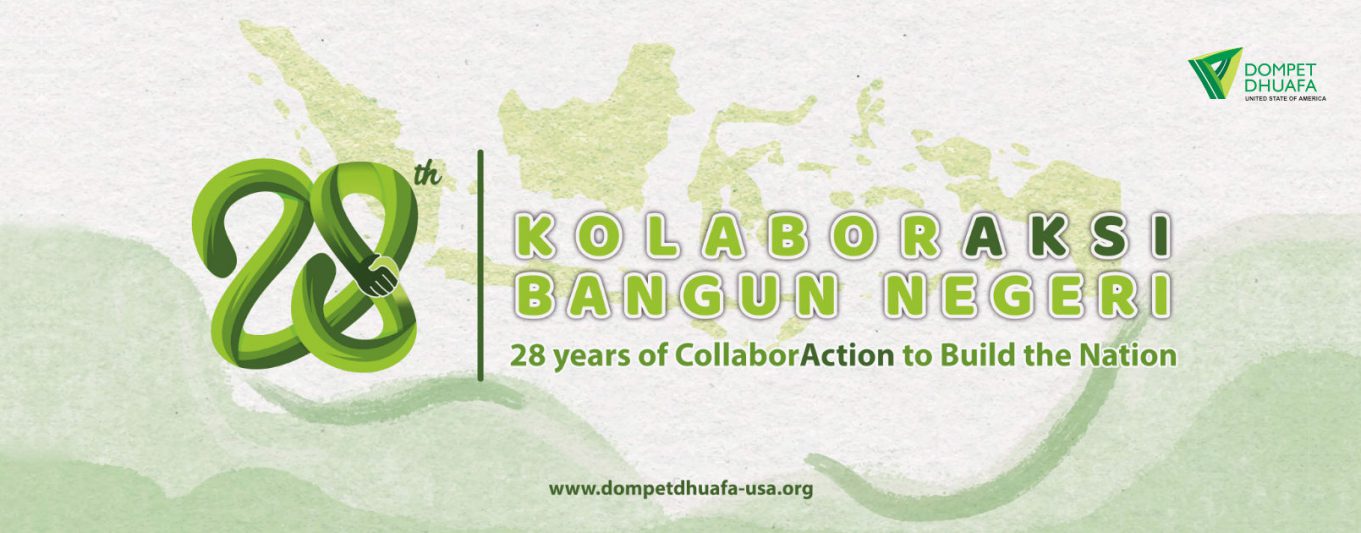 DOMPET
DHUAFA
UNITED STATE OF AMERICA
28th
KOLABORAKSI
BANGUN NEGERI
28 years of CollaborAction to Build the Nation
www.dompetdhuafa-usa.org